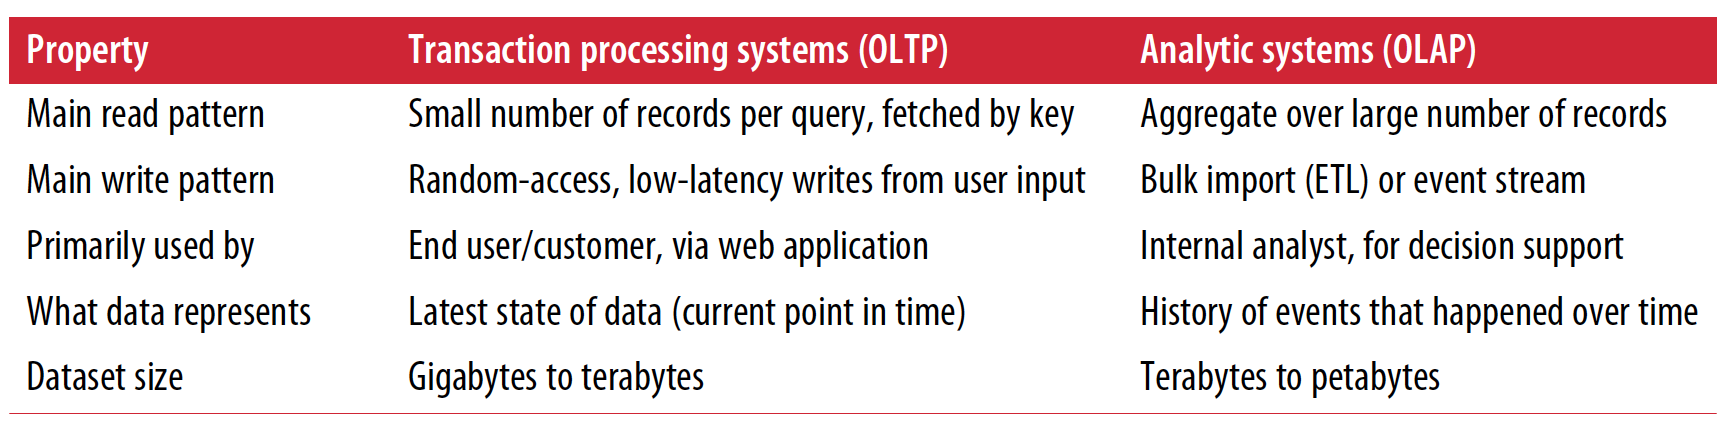 Property Transaction processing systems (OLTP) Analytic systems (OLAP)
Main read pattern Small number of records per query, fetched by key Aggregate over large number of records
Main write pattern Random-access, low-latency writes from user input Bulk import (ETL) or event stream
Primarily used by End user/customer, via web application Internal analyst, for decision support
What data represents Latest state of data (current point in time) History of events that happened over time
Dataset size Gigabytes to terabytes Terabytes to petabytes